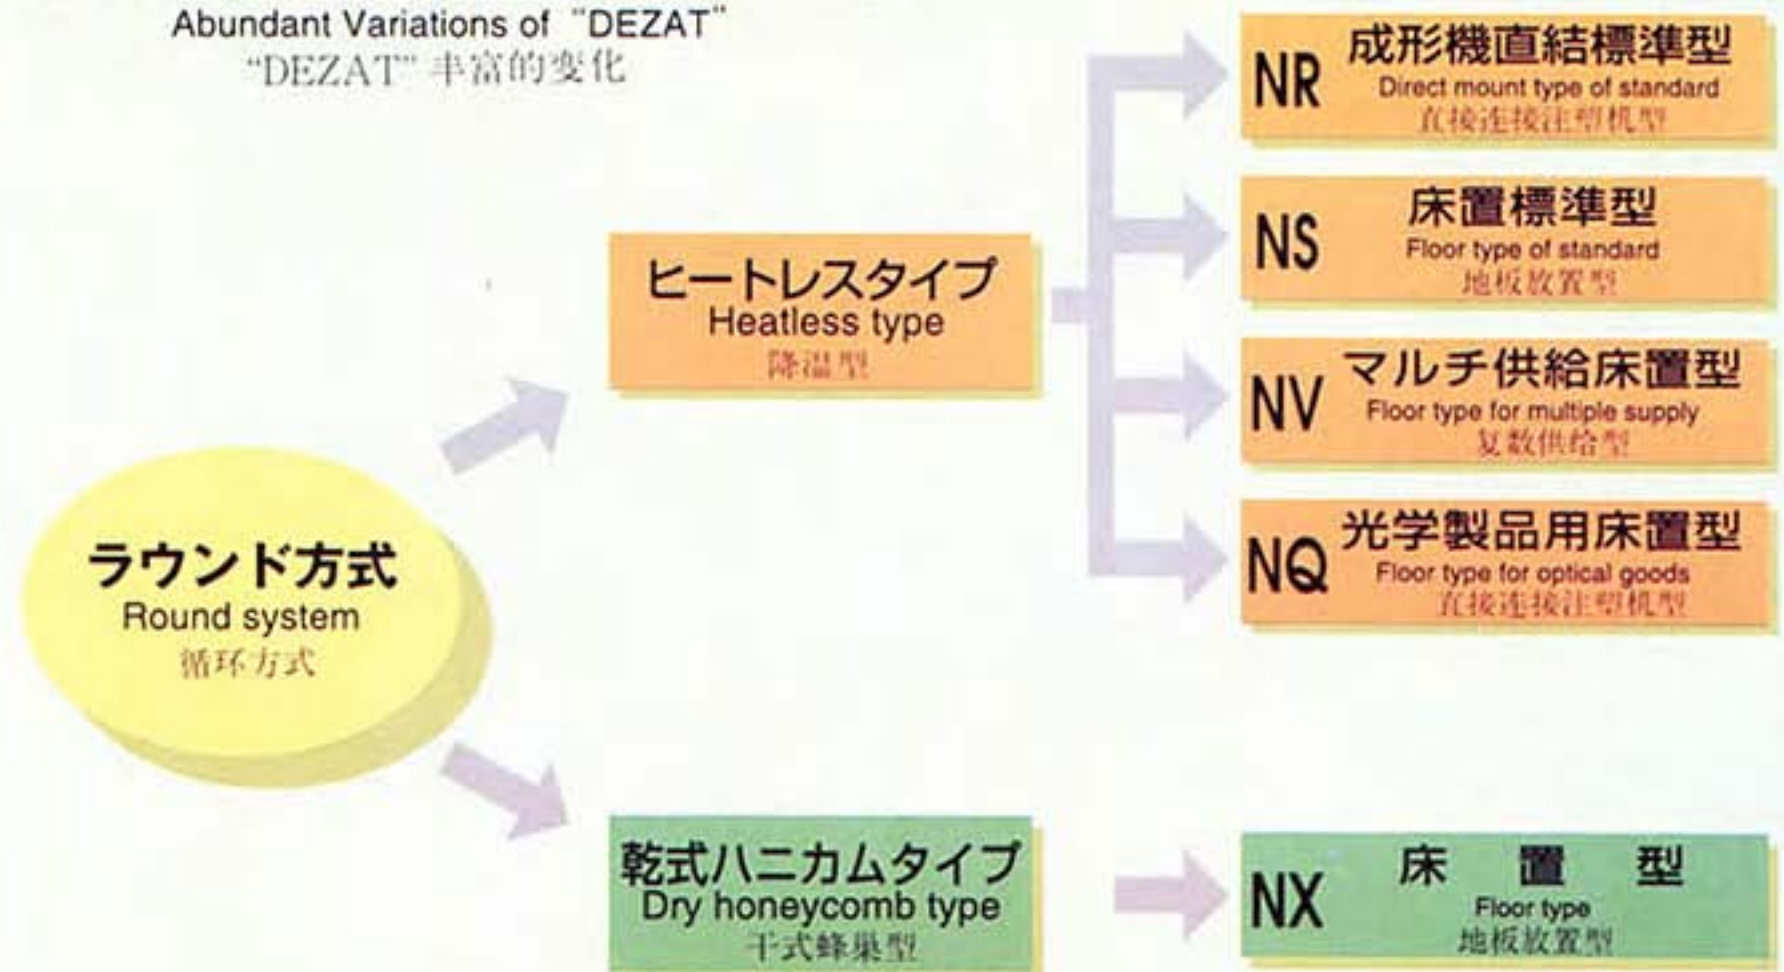 Abundant Variations of "DEZAT"
“DEZAT” 丰富的变化
ラウンド方式
Round system
循环方式
ヒートレスタイプ
Heatless type
降温型
NR 成形機直結標準型
Direct mount type of standard
直接连接注塑机型
NS 床置標準型
Floor type of standard
地板放置型
NV マルチ供給床置型
Floor type for multiple supply
复数供给型
NQ 光学製品用床置型
Floor type for optical goods
直接连接注塑机型
乾式ハニカムタイプ
Dry honeycomb type
干式蜂巢型
NX 床置型
Floor type
地板放置型